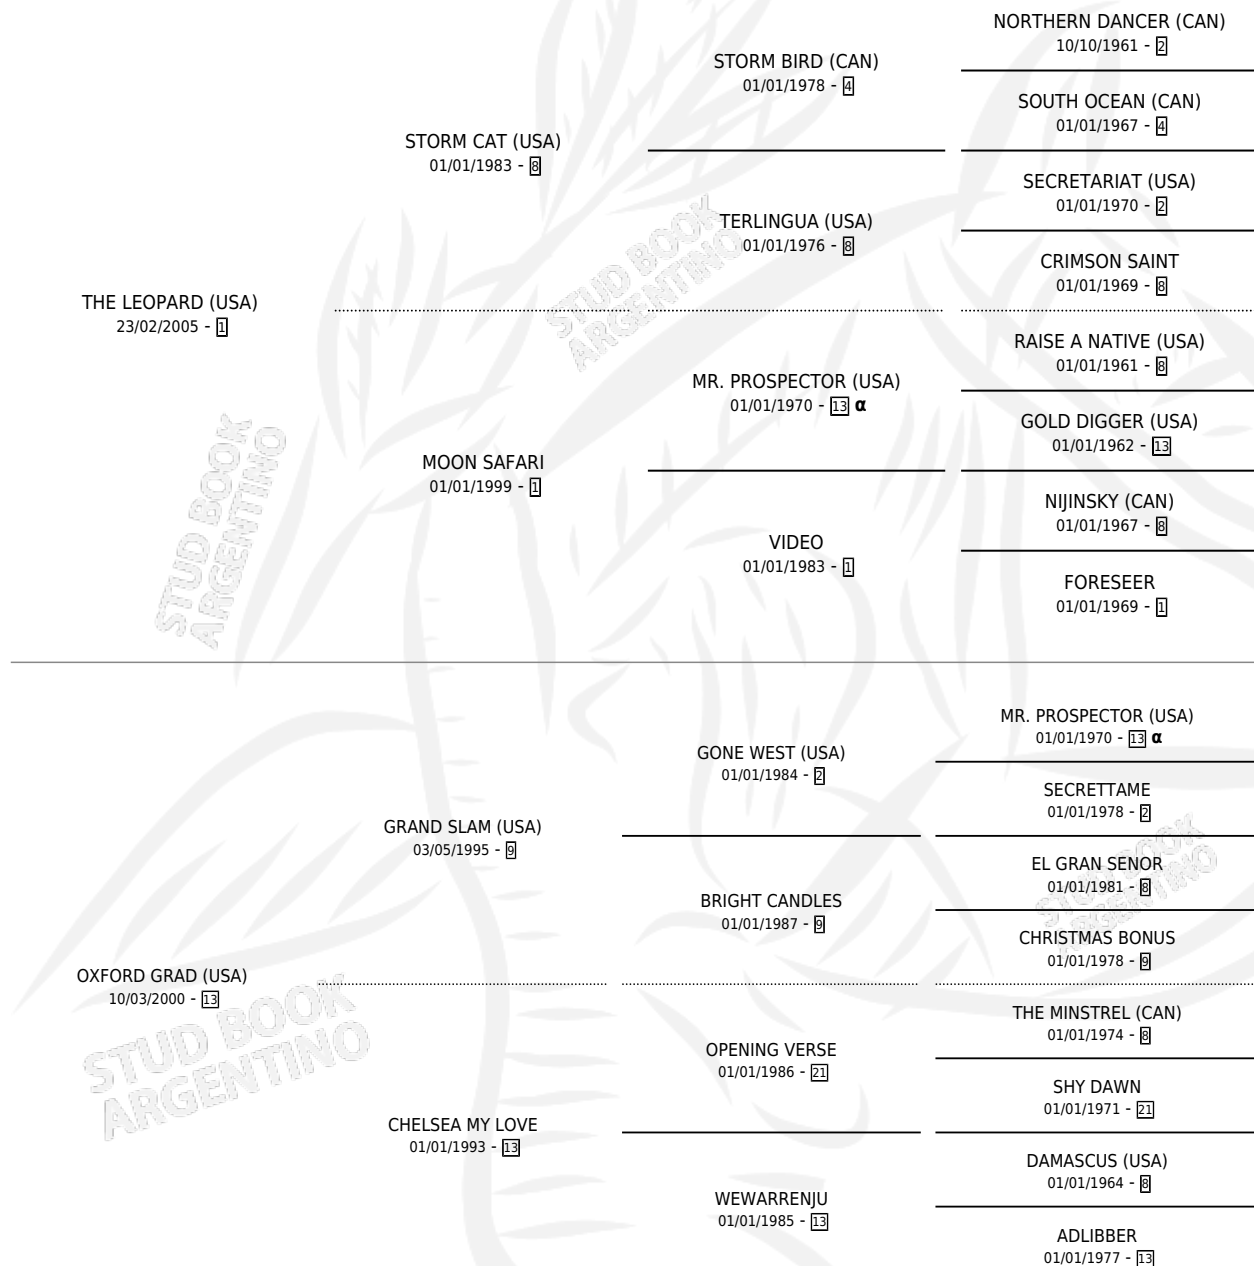 NORTHERN DANCER (CAN)
10/10/1961 - 2
STORM BIRD (CAN)
01/01/1978 - 4
SOUTH OCEAN (CAN)
01/01/1967 - 4
STORM CAT (USA)
01/01/1983 - 8
SECRETARIAT (USA)
01/01/1970 - 2
TERLINGUA (USA)
01/01/1976 - 8
CRIMSON SAINT
01/01/1969 - 8
THE LEOPARD (USA)
23/02/2005 - 1
RAISE A NATIVE (USA)
01/01/1961 - 8
MR. PROSPECTOR (USA)
01/01/1970 - 13 α
GOLD DIGGER (USA)
01/01/1962 - 13
MOON SAFARI
01/01/1999 - 1
NIJINSKY (CAN)
01/01/1967 - 8
VIDEO
01/01/1983 - 1
FORESEER
01/01/1969 - 1
MR. PROSPECTOR (USA)
01/01/1970 - 13 α
GONE WEST (USA)
01/01/1984 - 2
SECRETTAME
01/01/1978 - 2
GRAND SLAM (USA)
03/05/1995 - 9
EL GRAN SENOR
01/01/1981 - 8
BRIGHT CANDLES
01/01/1987 - 9
CHRISTMAS BONUS
01/01/1978 - 9
OXFORD GRAD (USA)
10/03/2000 - 13
THE MINSTREL (CAN)
01/01/1974 - 8
OPENING VERSE
01/01/1986 - 21
SHY DAWN
01/01/1971 - 21
CHELSEA MY LOVE
01/01/1993 - 13
DAMASCUS (USA)
01/01/1964 - 8
WEWARRENJU
01/01/1985 - 13
ADLIBBER
01/01/1977 - 13
STUD BOOK
ARGENTINO
STUD BOOK
ARGENTINO
STUD BOOK
ARGENTINO
STUD BOOK
ARGENTINO